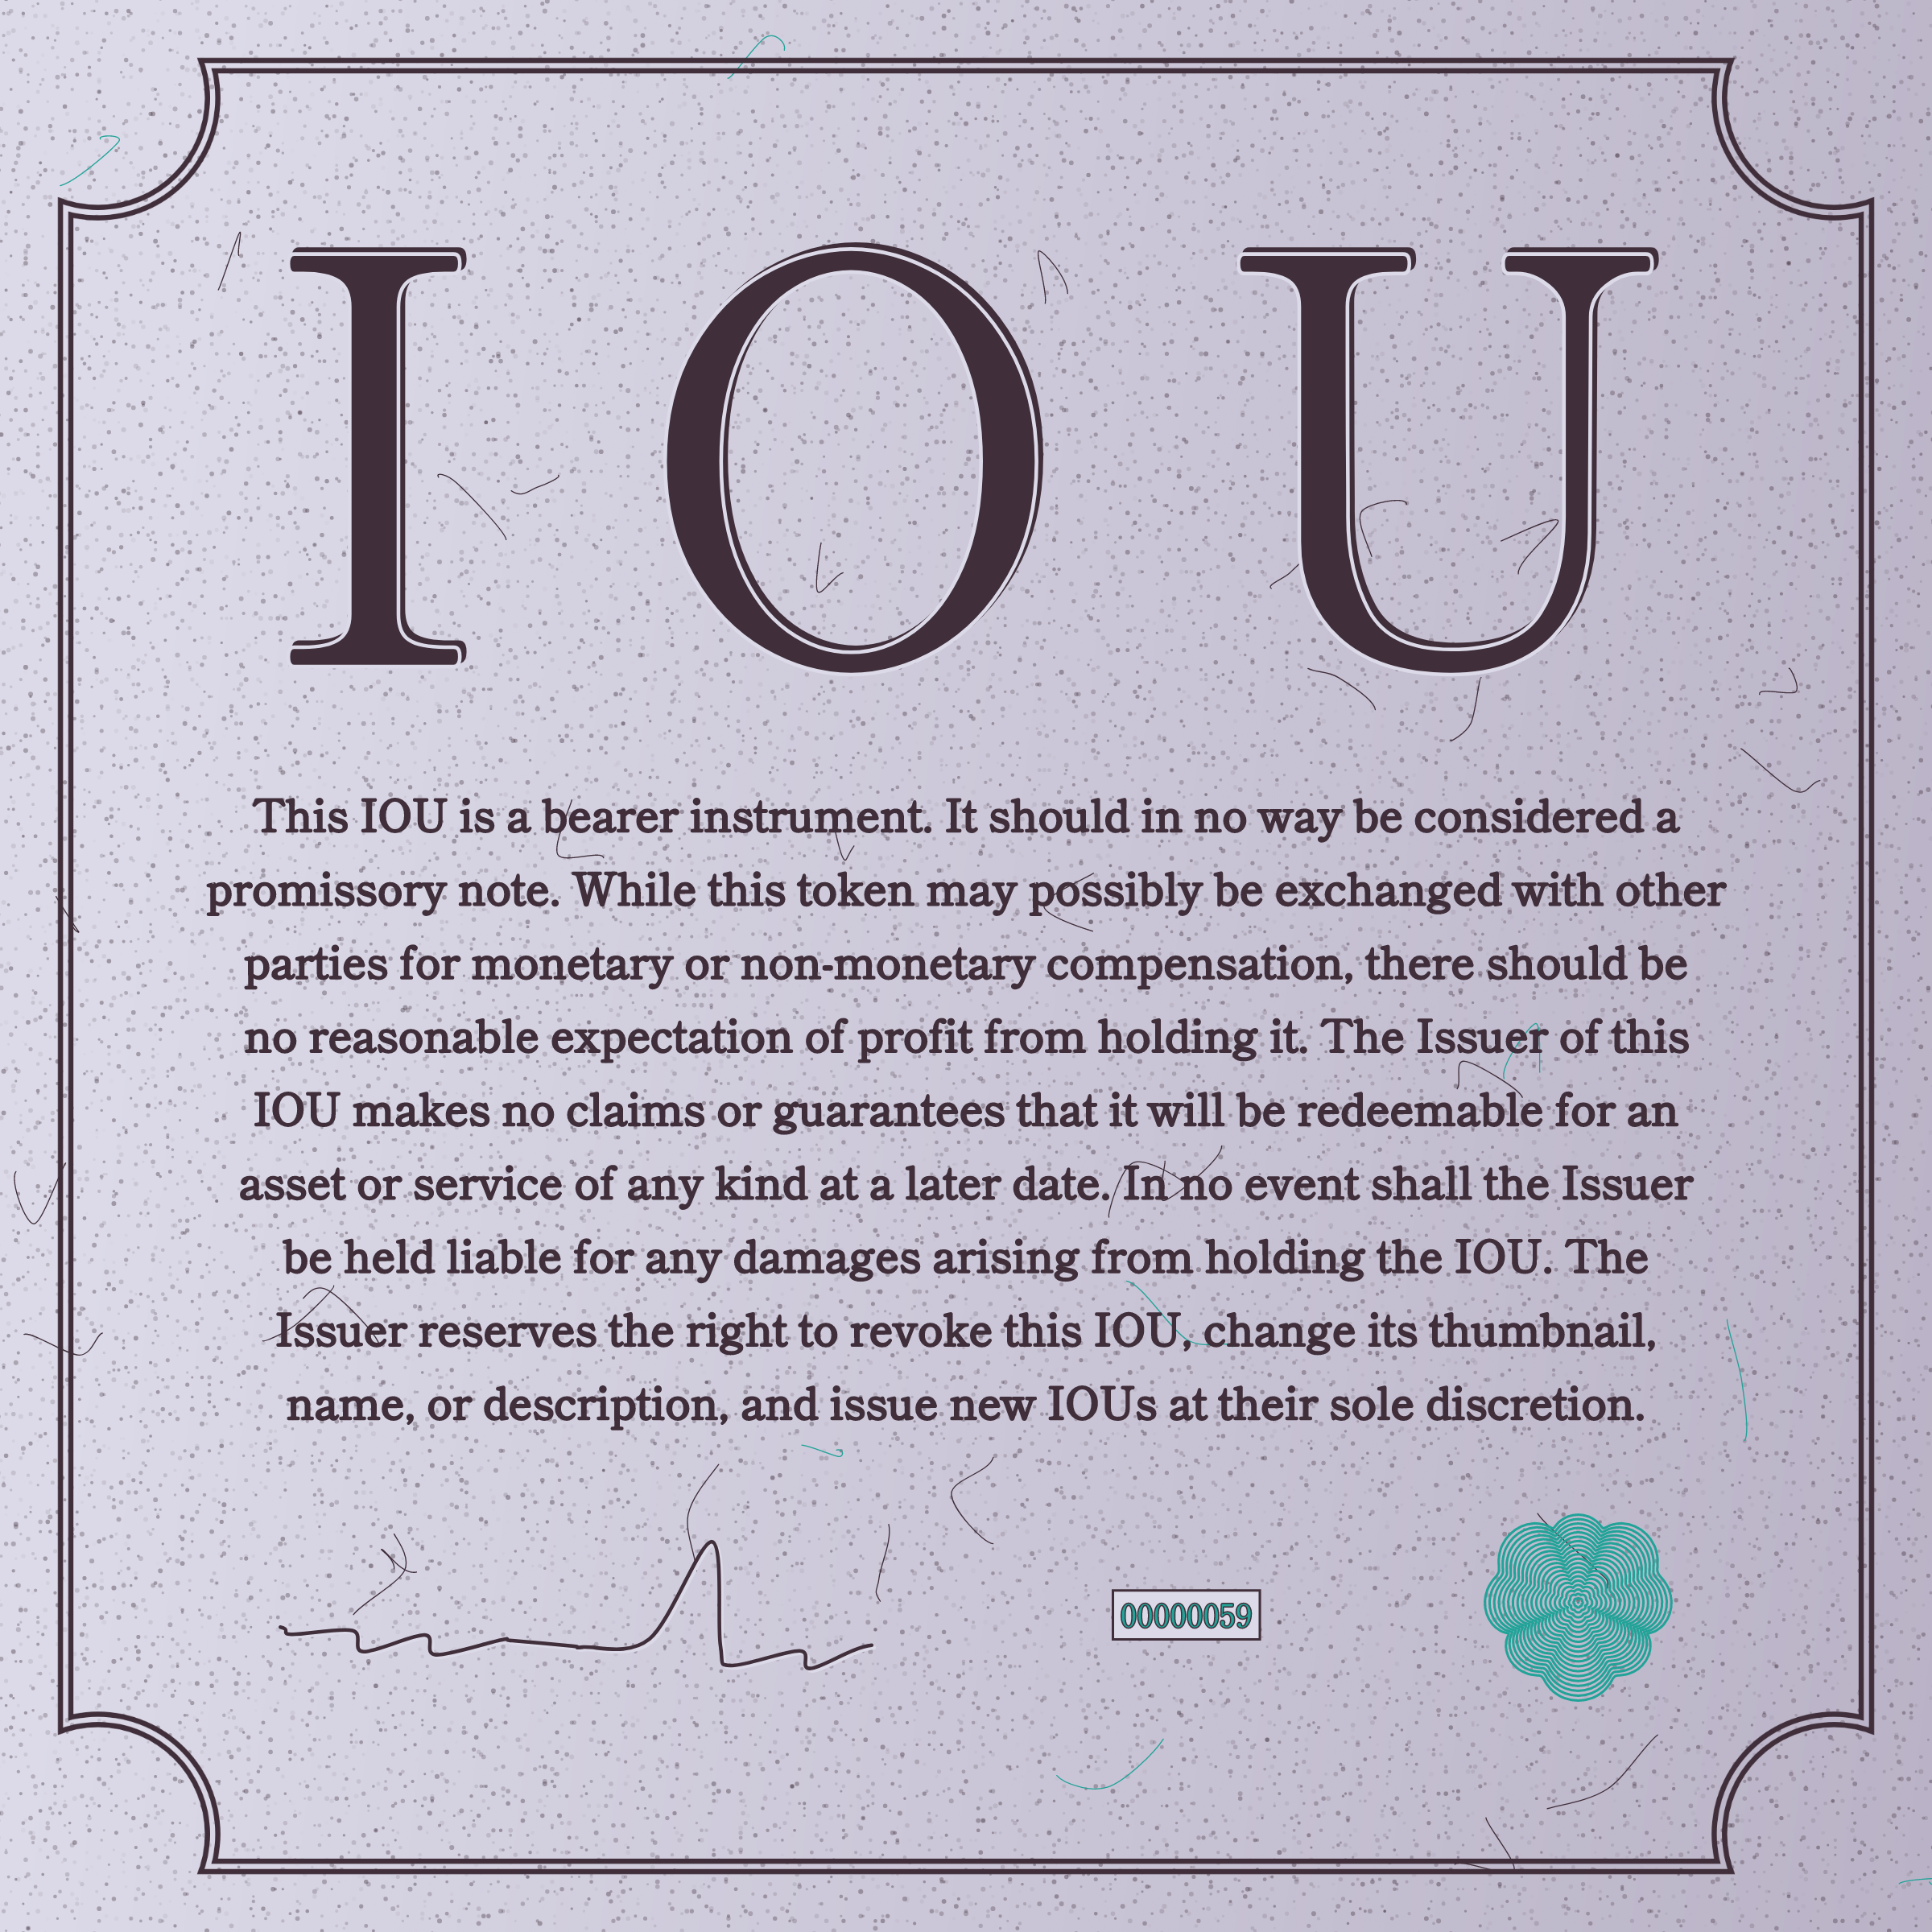 I O U
This IOU is a bearer instrument. It should in no way be considered a
promissory note. While this token may possibly be exchanged with other
parties for monetary or non-monetary compensation, there should be
no reasonable expectation of profit from holding it. The Issuer of this
IOU makes no claims or guarantees that it will be redeemable for an
asset or service of any kind at a later date. In no event shall the Issuer
be held liable for any damages arising from holding the IOU. The
Issuer reserves the right to revoke this IOU, change its thumbnail,
name, or description, and issue new IOUs at their sole discretion.
00000059